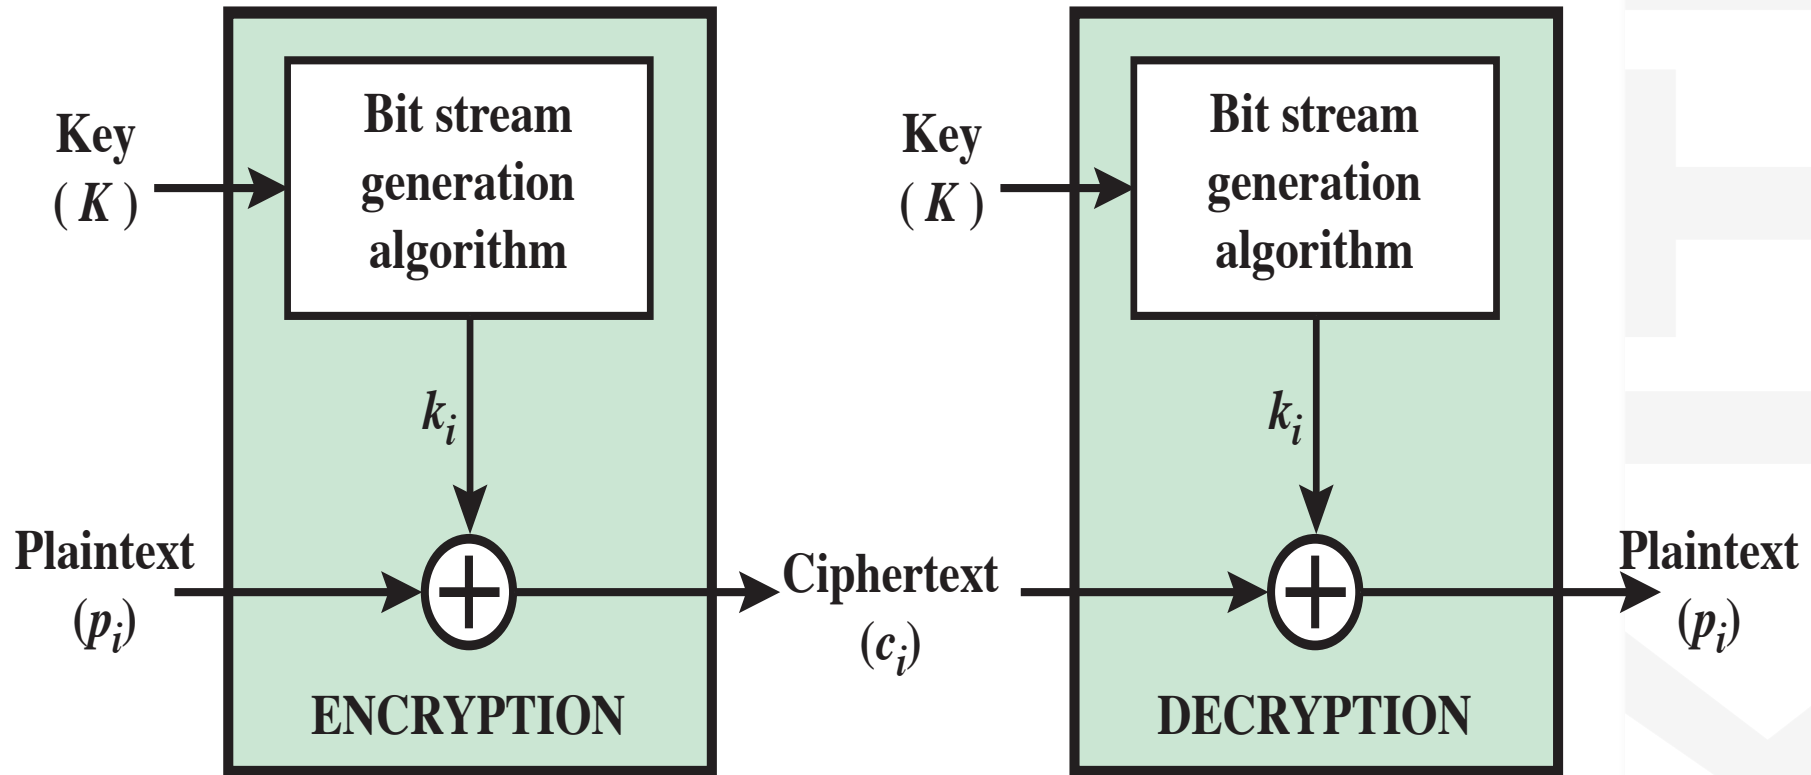 Key
( K )
Bit stream
generation
algorithm
k_i
Plaintext
(p_i)
ENCRYPTION
Ciphertext
(c_i)
Key
( K )
Bit stream
generation
algorithm
k_i
DECRYPTION
Plaintext
(p_i)